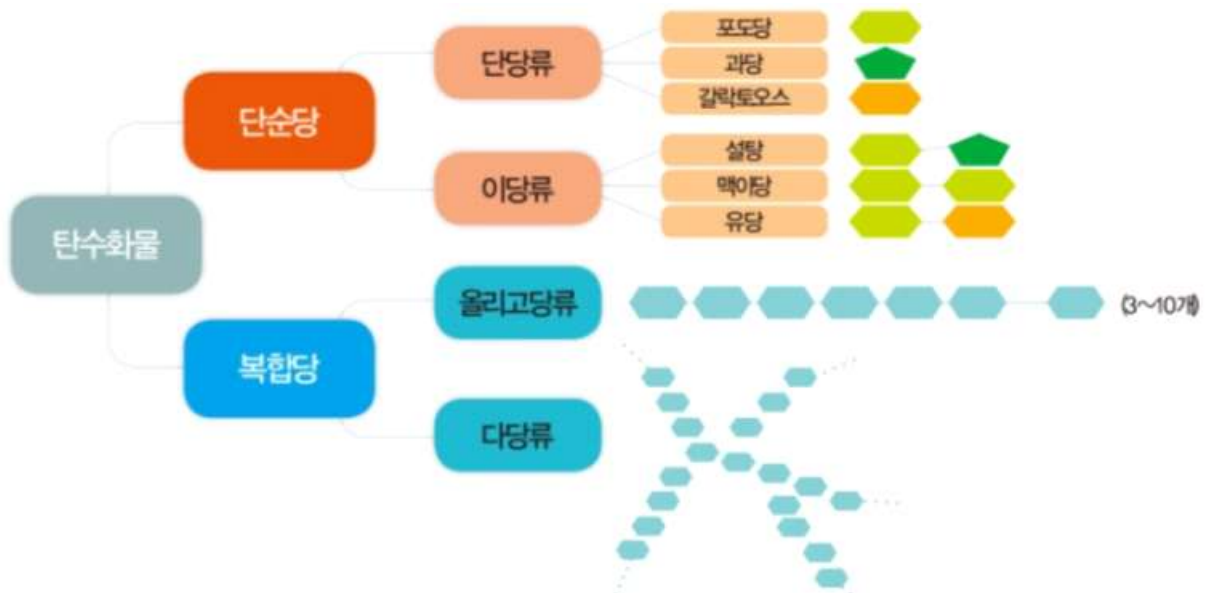 탄수화물
단순당
단당류
포도당
과당
갈락토오스
이당류
설탕
맥아당
유당
복합당
올리고당류
(3~10개)
다당류